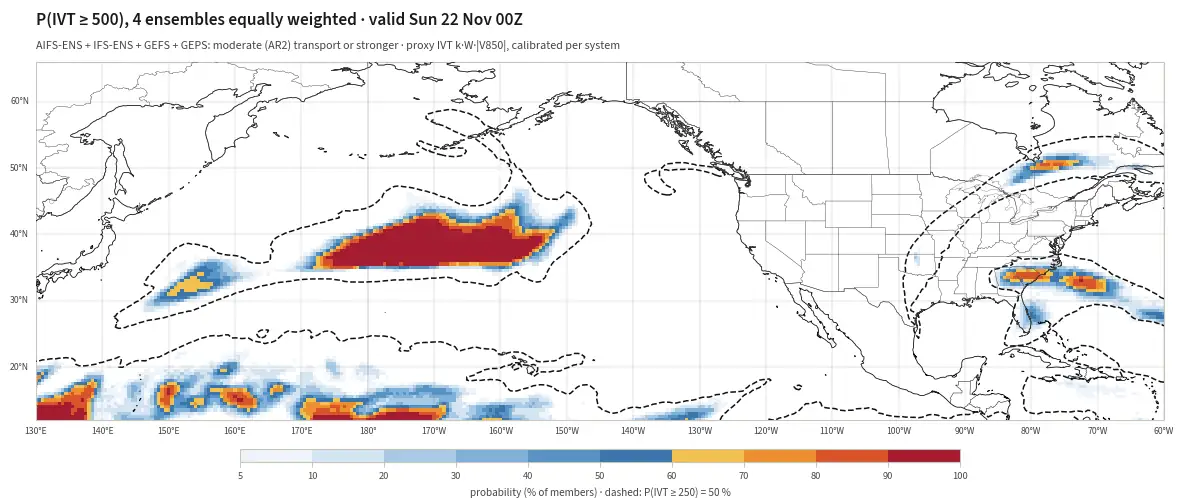 P(IVT ≥ 500), 4 ensembles equally weighted · valid Sun 22 Nov 00Z
AIFS-ENS + IFS-ENS + GEFS + GEPS: moderate (AR2) transport or stronger · proxy IVT k·W·|V850|, calibrated per system
60°N
50°N
40°N
30°N
20°N
130°E 140°E 150°E 160°E 170°E 180° 170°W 160°W 150°W 140°W 130°W 120°W 110°W 100°W 90°W 80°W 70°W 60°W
5 10 20 30 40 50 60 70 80 90 100
probability (% of members) · dashed: P(IVT ≥ 250) = 50 %